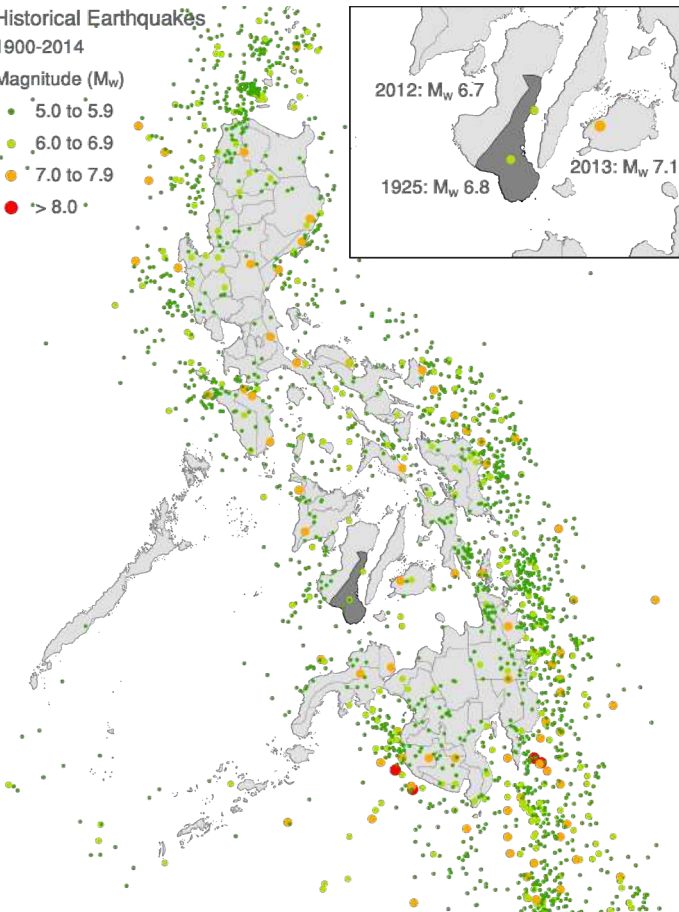 Historical Earthquakes
1900-2014
Magnitude (Mw)
5.0 to 5.9
6.0 to 6.9
7.0 to 7.9
> 8.0
2012: Mw 6.7
2013: Mw 7.1
1925: Mw 6.8